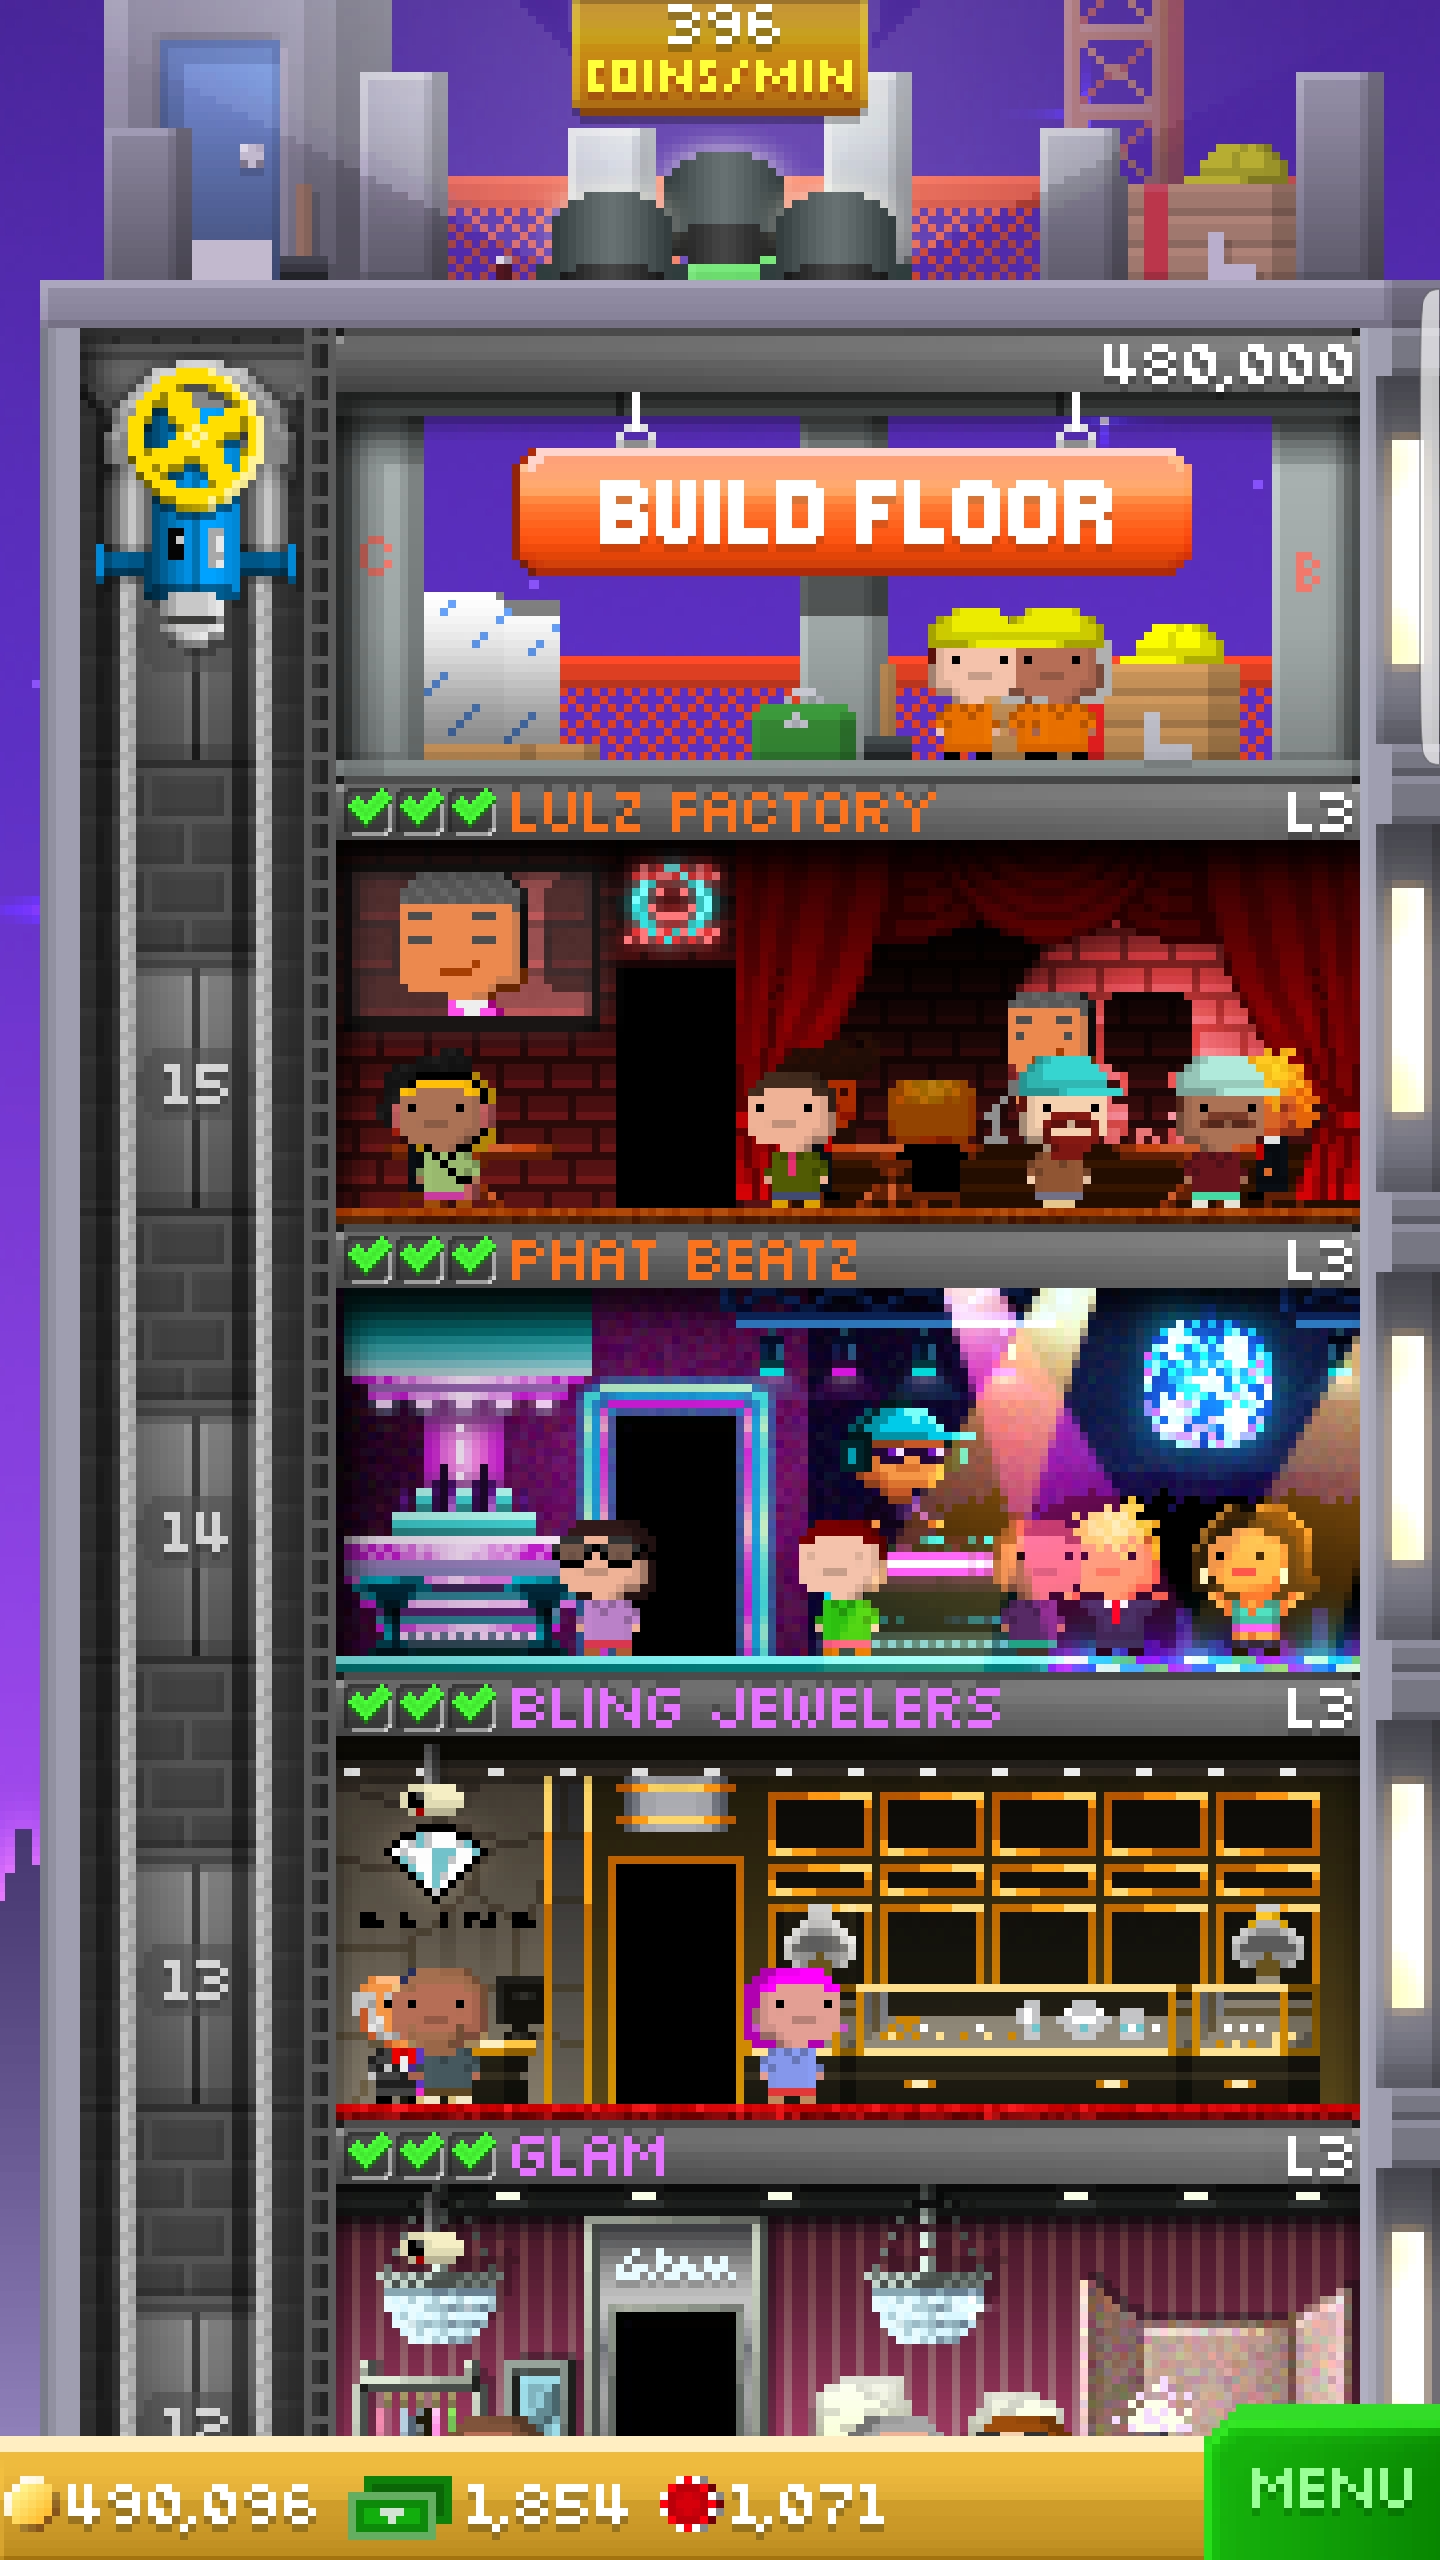 396
COINS/MIN
480,000
BUILD FLOOR
C
B
LULZ FACTORY L3
15
PHAT BEATZ L3
14
BLING JEWELERS L3
BLING
13
GLAM L3
Glam
12
490,096 1,854 1,071
MENU